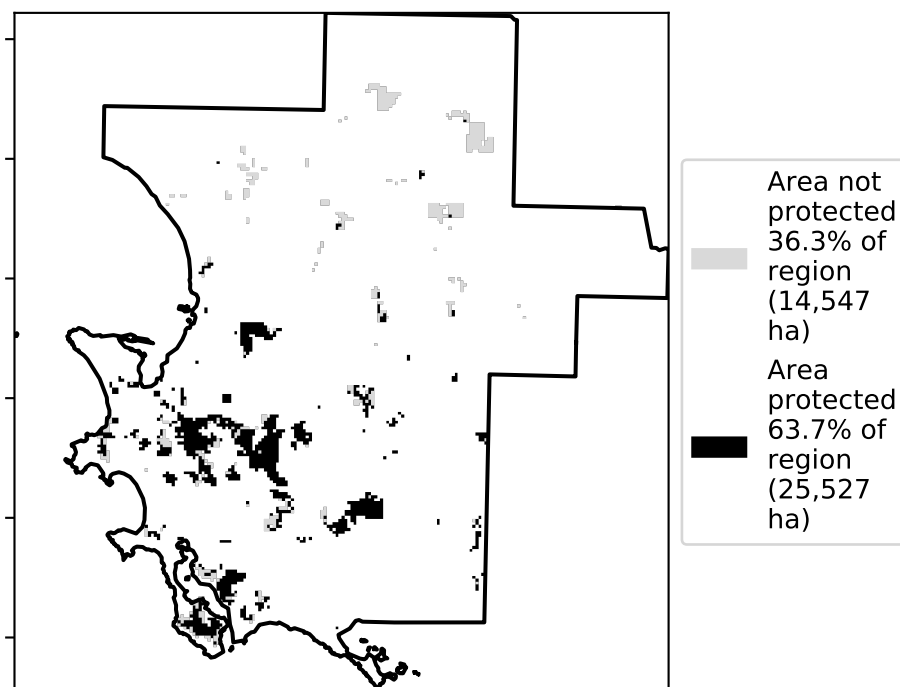 Area not
protected
36.3% of
region
(14,547
ha)
Area
protected
63.7% of
region
(25,527
ha)